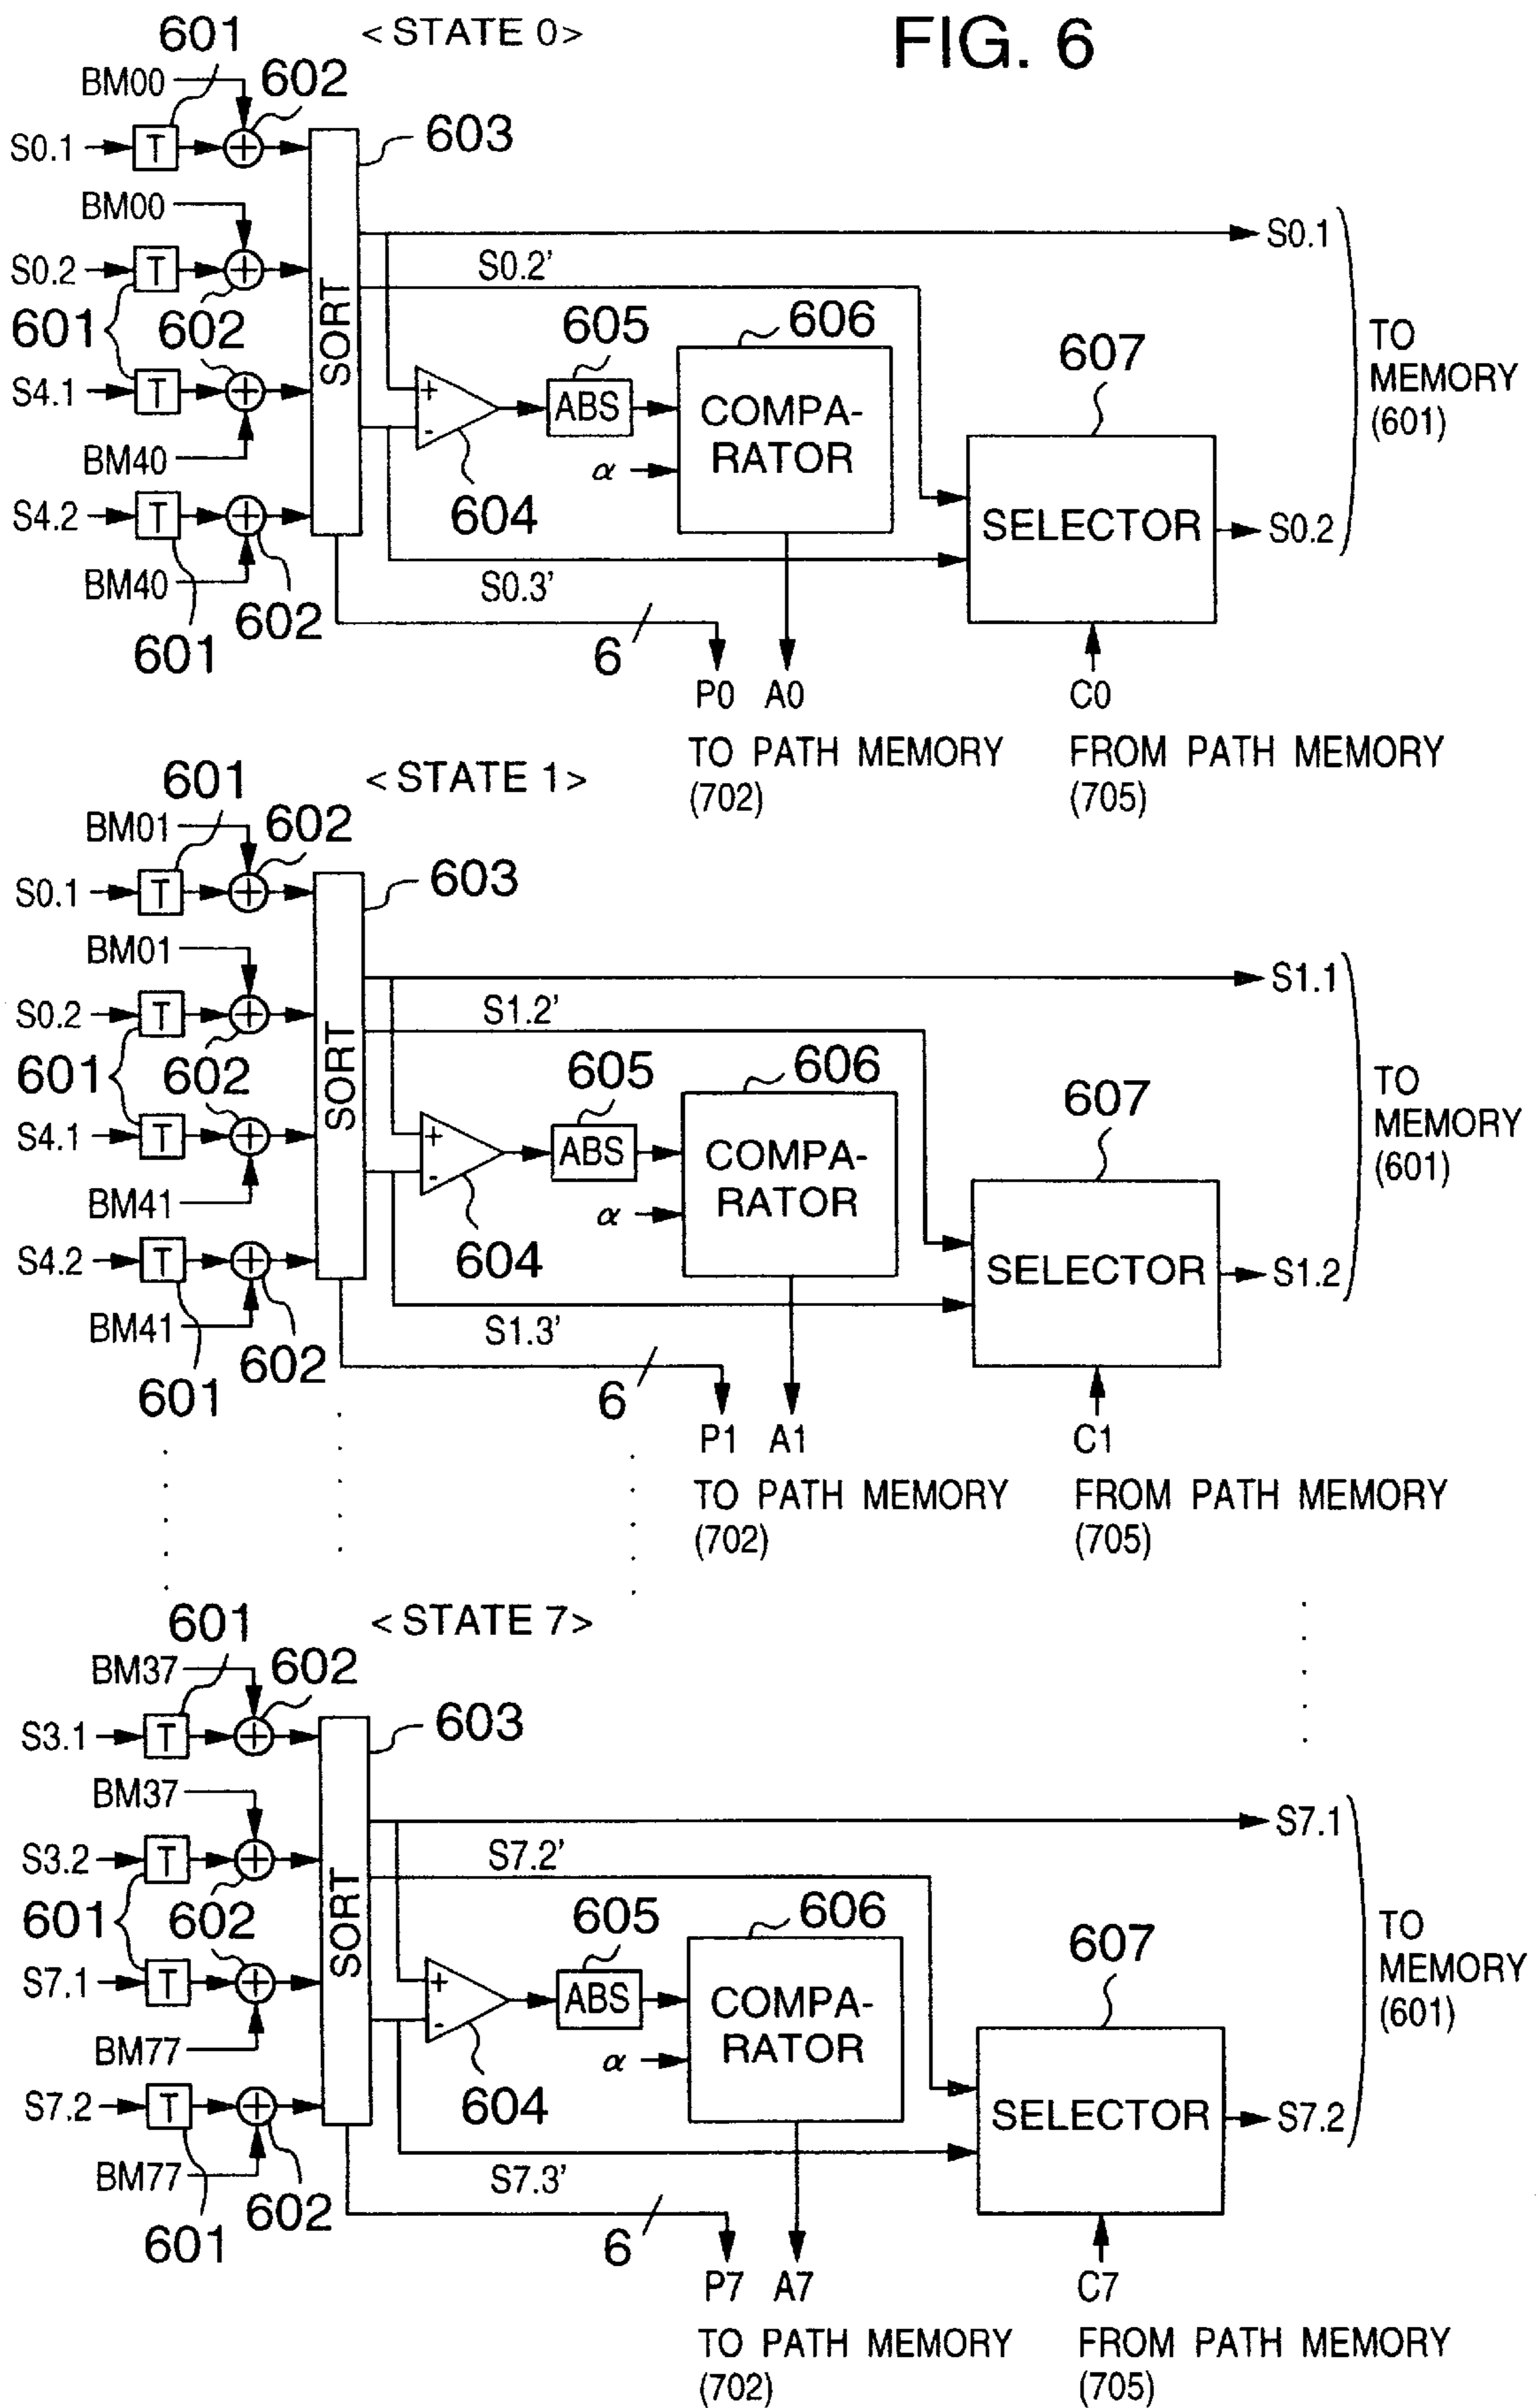 FIG. 6
< STATE 0 >
601
BM00
602
S0.1
T
603
BM00
S0.2
T
601
602
SORT
S0.1
S0.2'
605
606
607
TO
MEMORY
(601)
S4.1
T
+
-
ABS
COMPA-
RATOR
BM40
α
604
S4.2
T
SELECTOR
S0.2
BM40
602
S0.3'
601
6
P0 A0
C0
TO PATH MEMORY
(702)
FROM PATH MEMORY
(705)
< STATE 1 >
601
BM01
602
S0.1
T
603
BM01
S0.2
T
601
602
SORT
S1.1
S1.2'
605
606
607
TO
MEMORY
(601)
S4.1
T
+
-
ABS
COMPA-
RATOR
BM41
α
604
S4.2
T
SELECTOR
S1.2
BM41
602
S1.3'
601
6
P1 A1
C1
TO PATH MEMORY
(702)
FROM PATH MEMORY
(705)
< STATE 7 >
601
BM37
602
S3.1
T
603
BM37
S3.2
T
601
602
SORT
S7.1
S7.2'
605
606
607
TO
MEMORY
(601)
S7.1
T
+
-
ABS
COMPA-
RATOR
BM77
α
604
S7.2
T
SELECTOR
S7.2
BM77
602
S7.3'
601
6
P7 A7
C7
TO PATH MEMORY
(702)
FROM PATH MEMORY
(705)